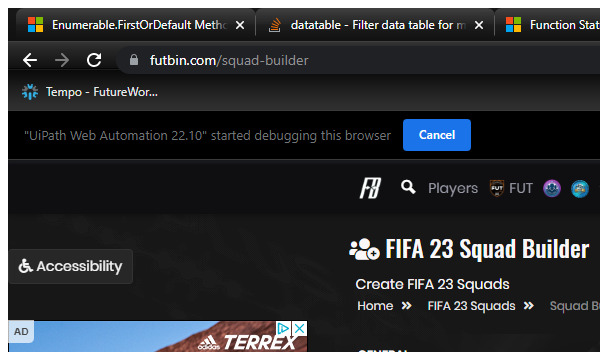 Enumerable.FirstOrDefault Metho
datatable - Filter data table for m
Function Stat
futbin.com/squad-builder
Tempo - FutureWor...
"UiPath Web Automation 22.10" started debugging this browser
Cancel
Players
FUT
Accessibility
FIFA 23 Squad Builder
Create FIFA 23 Squads
Home » FIFA 23 Squads » Squad B
AD
adidas TERREX